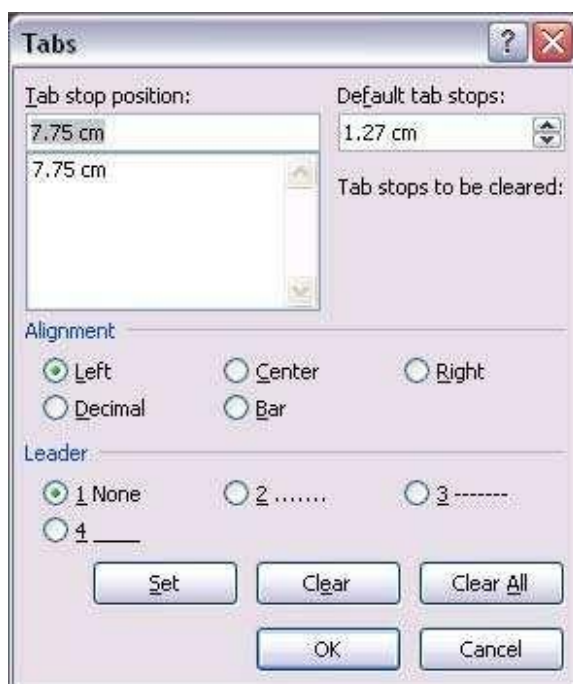 Tabs
Tab stop position: Default tab stops:
7.75 cm 1.27 cm
7.75 cm
Tab stops to be cleared:
Alignment
Left Center Right
Decimal Bar
Leader
1 None 2 ....... 3 -------
4 ____
Set Clear Clear All
OK Cancel